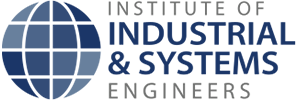 INSTITUTE OF
INDUSTRIAL
& SYSTEMS
ENGINEERS